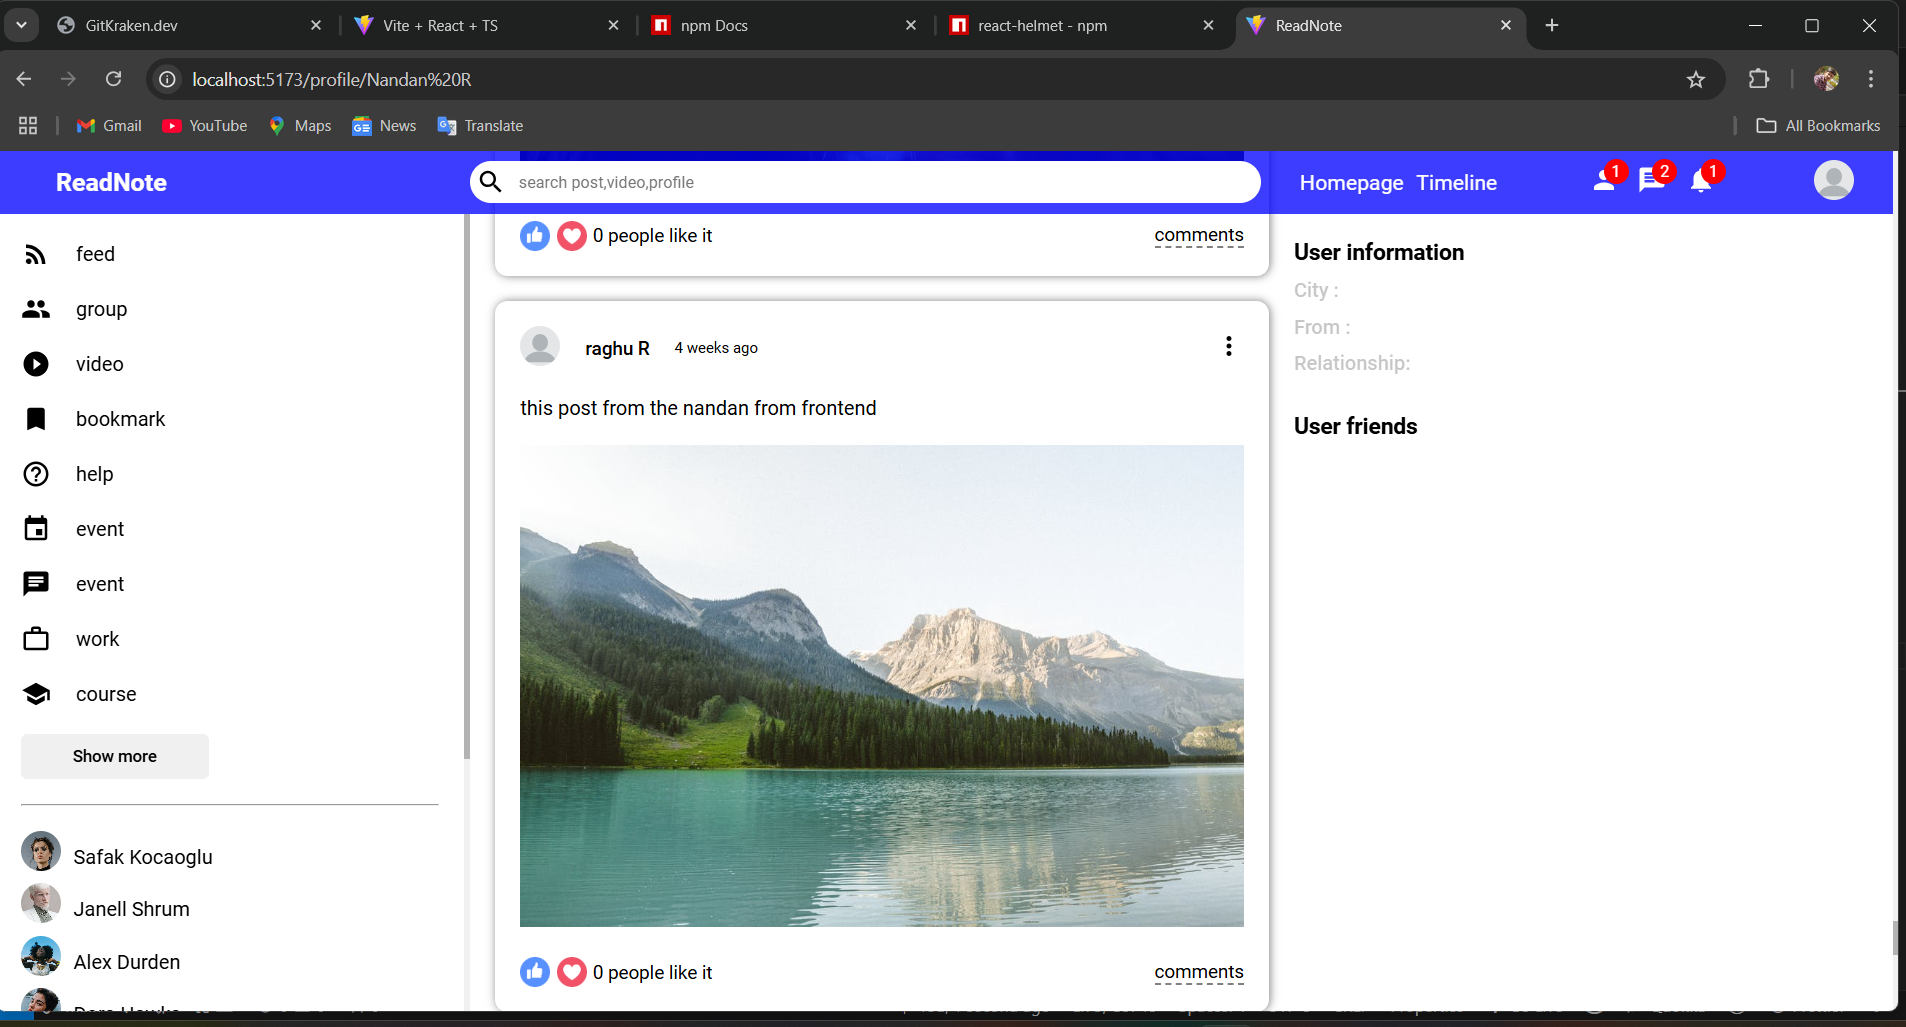 GitKraken.dev
Vite + React + TS
npm Docs
react-helmet - npm
ReadNote
localhost:5173/profile/Nandan%20R
Gmail
YouTube
Maps
News
Translate
All Bookmarks
ReadNote
search post,video,profile
Homepage Timeline
1
2
1
feed
group
video
bookmark
help
event
event
work
course
Show more
Safak Kocaoglu
Janell Shrum
Alex Durden
0 people like it
comments
raghu R 4 weeks ago
this post from the nandan from frontend
0 people like it
comments
User information
City :
From :
Relationship:
User friends